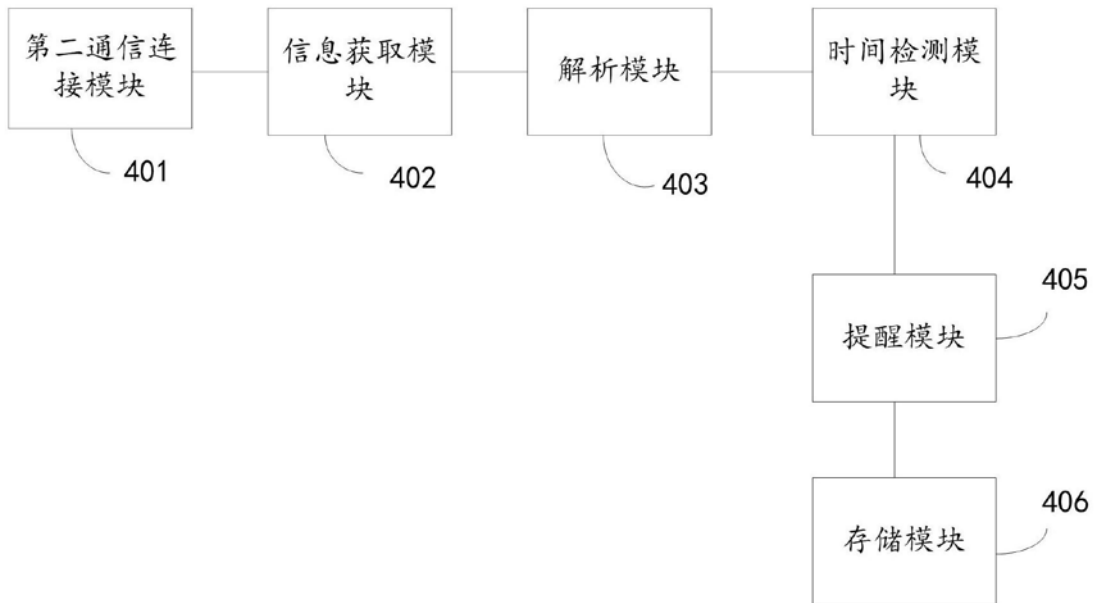 第二通信连
接模块
信息获取模
块
解析模块
时间检测模
块
401
402
403
404
提醒模块
405
存储模块
406